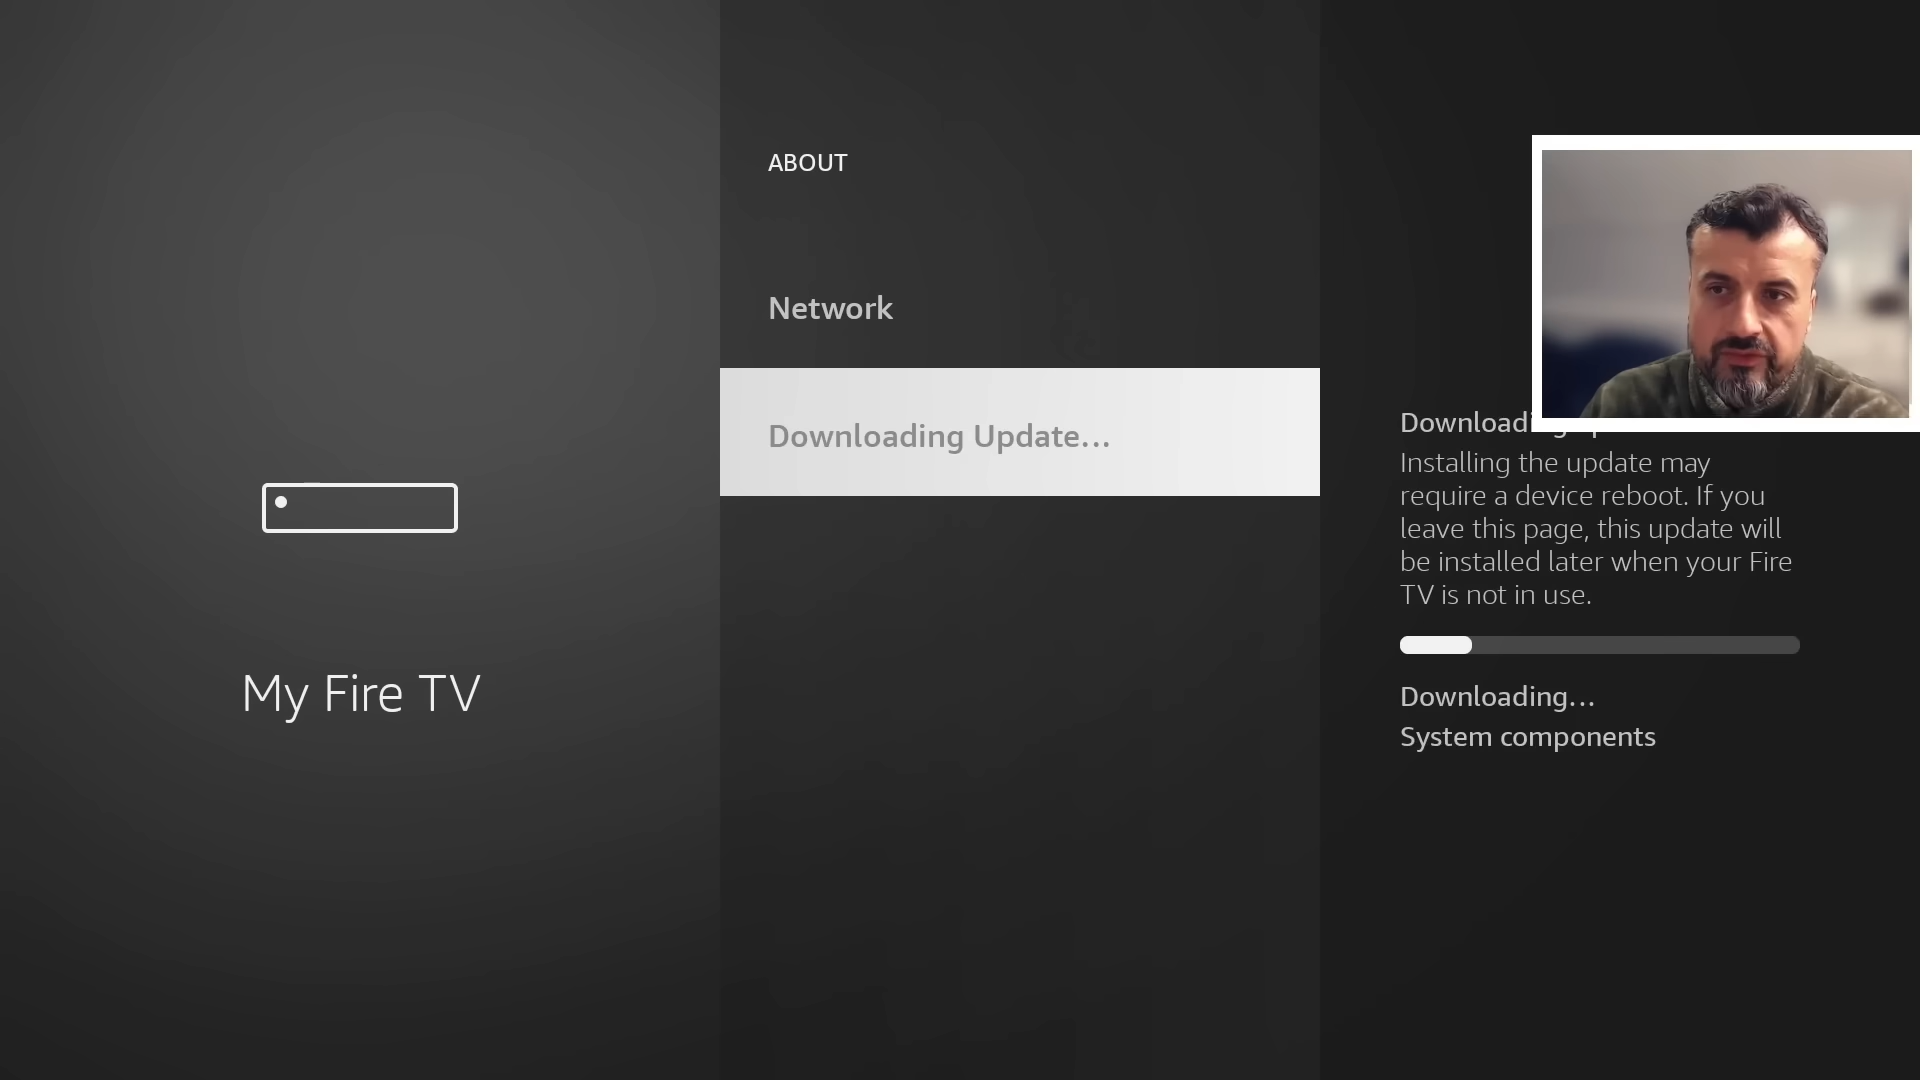 ABOUT
Network
Downloading Update...
My Fire TV
Installing the update may
require a device reboot. If you
leave this page, this update will
be installed later when your Fire
TV is not in use.
Downloading...
System components